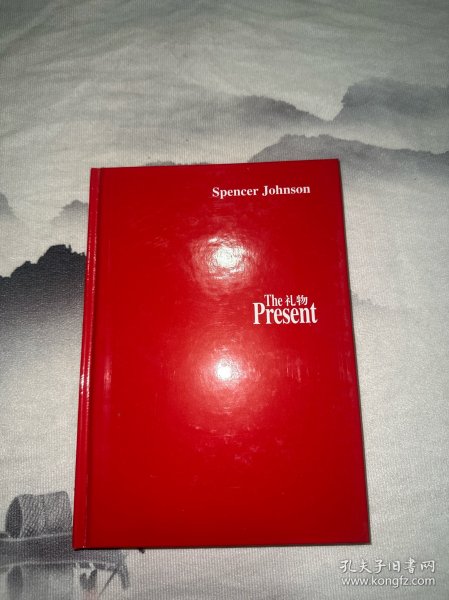 Spencer Johnson
The 礼物
Present
孔夫子旧书网
www.kongfz.com